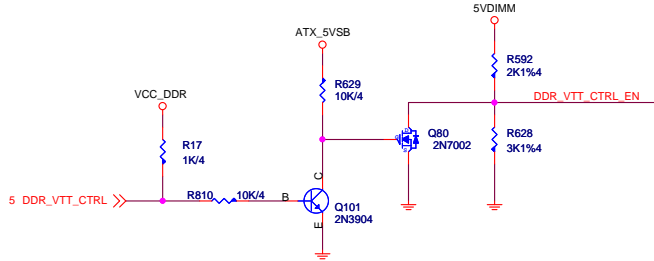 5VDIMM
ATX_5VSB
R592
2K1%4
R629
10K/4
VCC_DDR
DDR_VTT_CTRL_EN
Q80
2N7002
R628
3K1%4
R17
1K/4
C
5 DDR_VTT_CTRL
R810
10K/4
B
Q101
2N3904
E